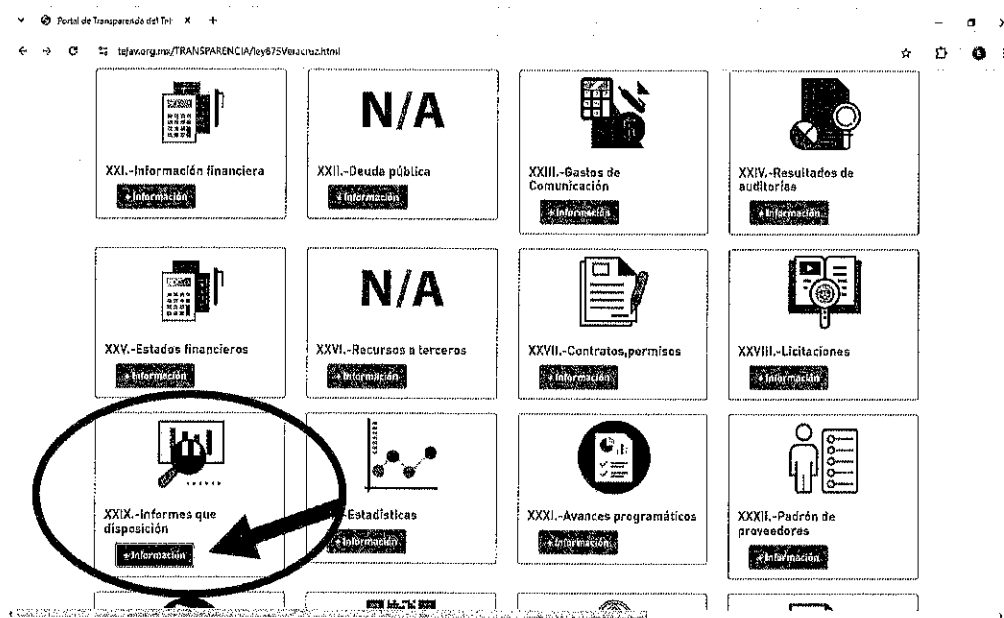 Portal de Transparencia del Tri
tejav.org.mx/TRANSPARENCIA/ley875Veracruz.html
N/A
XXI.-Información financiera
XXII.-Deuda pública
XXIII.-Gastos de
Comunicación
XXIV.-Resultados de
auditorías
+Información
+Información
+Información
+Información
N/A
XXV.-Estados financieros
XXVI.-Recursos a terceros
XXVII.-Contratos,permisos
XXVIII.-Licitaciones
+Información
+Información
+Información
+Información
XXIX.-Informes que
disposición
.-Estadísticas
XXXI.-Avances programáticos
XXXII.-Padrón de
proveedores
+Información
+Información
+Información
+Información